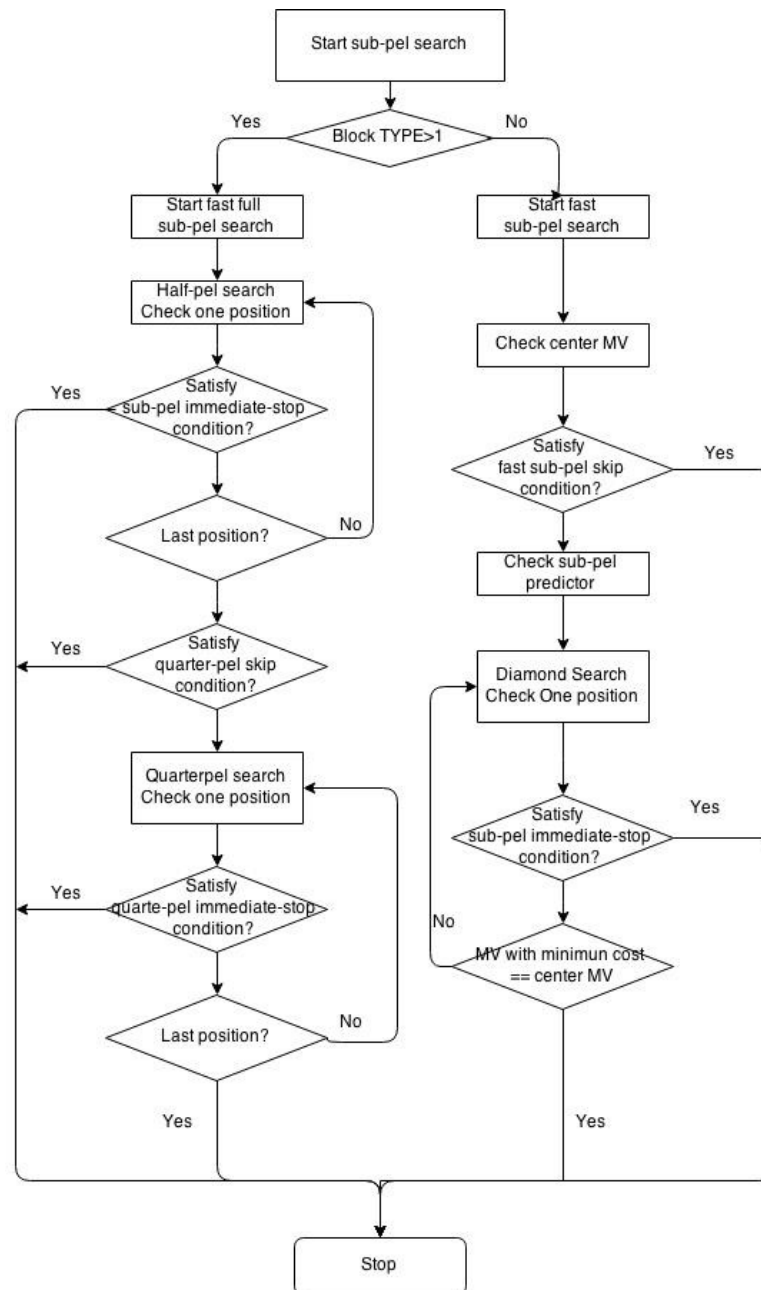 Start sub-pel search
Yes
Block TYPE>1
No
Start fast full
sub-pel search
Start fast
sub-pel search
Half-pel search
Check one position
Check center MV
Yes
Satisfy
sub-pel immediate-stop
condition?
Satisfy
fast sub-pel skip
condition?
Yes
Last position?
No
Check sub-pel
predictor
Yes
Satisfy
quarter-pel skip
condition?
Diamond Search
Check One position
Quarterpel search
Check one position
Satisfy
sub-pel immediate-stop
condition?
Yes
Yes
Satisfy
quarte-pel immediate-stop
condition?
No
MV with minimun cost
== center MV
Last position?
No
Yes
Yes
Stop